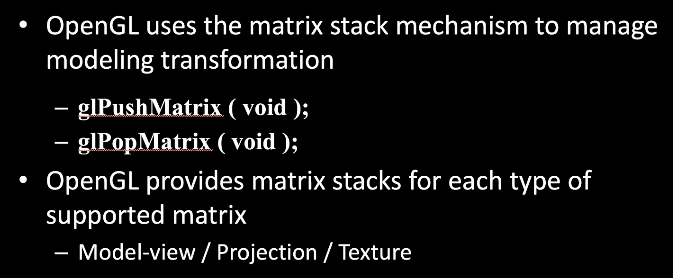 • OpenGL uses the matrix stack mechanism to manage
modeling transformation
– glPushMatrix ( void );
– glPopMatrix ( void );
• OpenGL provides matrix stacks for each type of
supported matrix
– Model-view / Projection / Texture